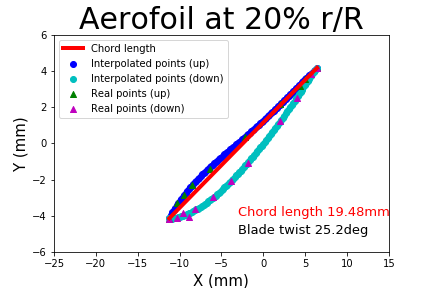 Aerofoil at 20% r/R
6
4
2
0
−2
−4
−6
Y (mm)
Chord length
Interpolated points (up)
Interpolated points (down)
Real points (up)
Real points (down)
Chord length 19.48mm
Blade twist 25.2deg
−25 −20 −15 −10 −5 0 5 10 15
X (mm)